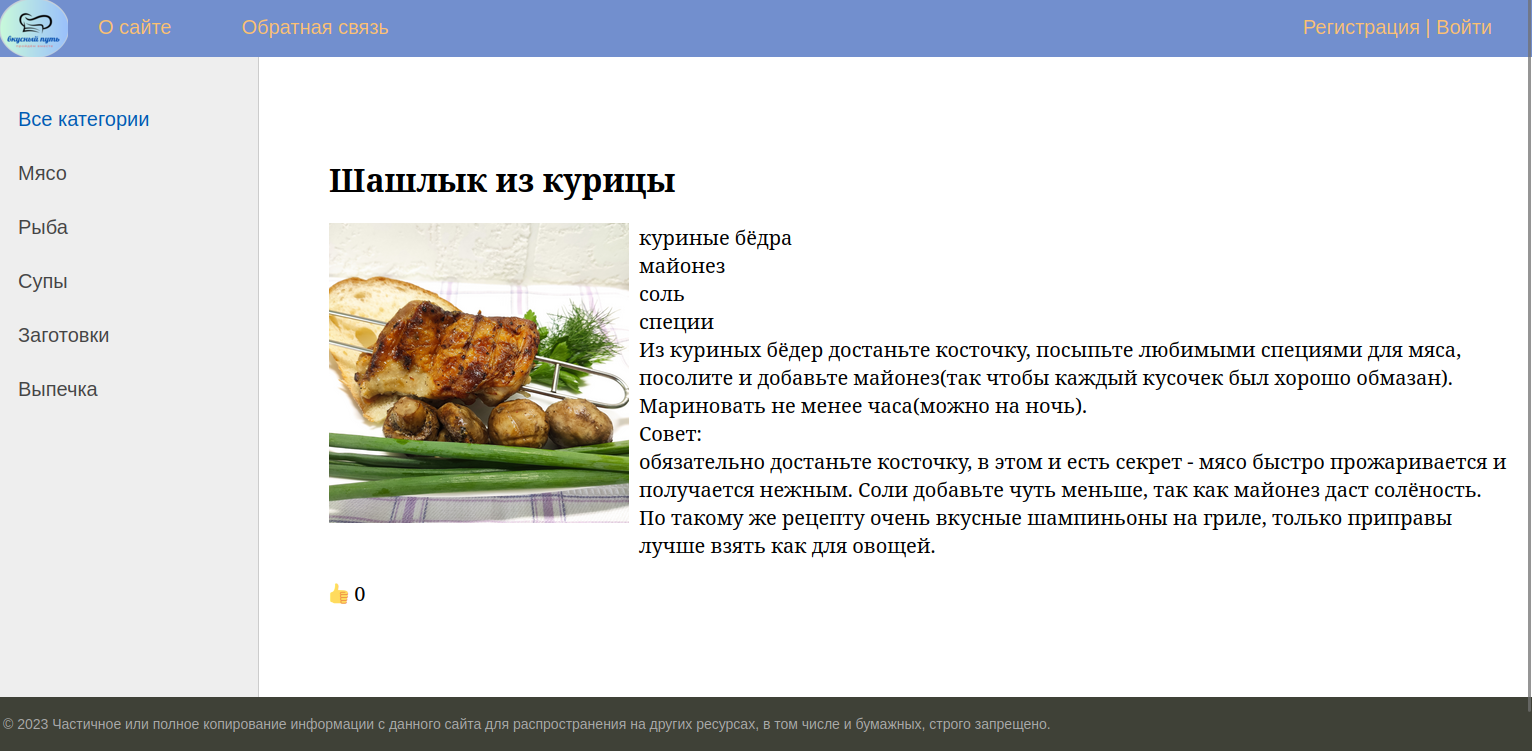 вкусный путь
О сайте
Обратная связь
Регистрация | Войти
Все категории
Мясо
Рыба
Супы
Заготовки
Выпечка
Шашлык из курицы
куриные бёдра
майонез
соль
специи
Из куриных бёдер достаньте косточку, посыпьте любимыми специями для мяса,
посолите и добавьте майонез(так чтобы каждый кусочек был хорошо обмазан).
Мариновать не менее часа(можно на ночь).
Совет:
обязательно достаньте косточку, в этом и есть секрет - мясо быстро прожаривается и
получается нежным. Соли добавьте чуть меньше, так как майонез даст солёность.
По такому же рецепту очень вкусные шампиньоны на гриле, только приправы
лучше взять как для овощей.
0
© 2023 Частичное или полное копирование информации с данного сайта для распространения на других ресурсах, в том числе и бумажных, строго запрещено.